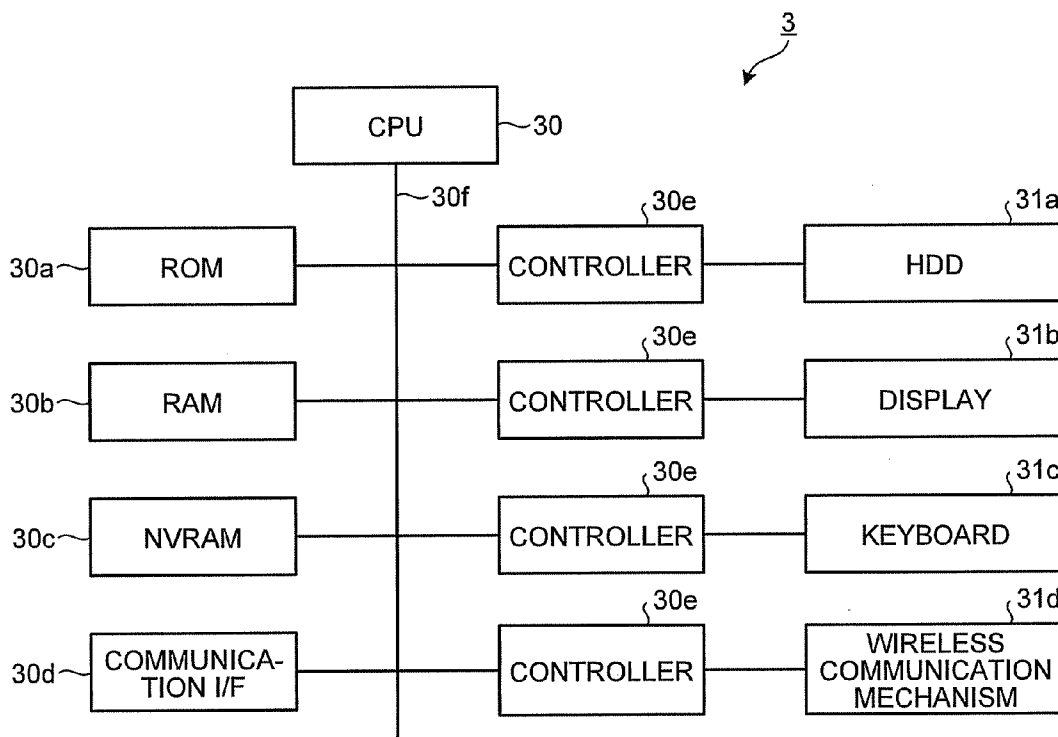 3
CPU
30
30f
30e
31a
30a
ROM
CONTROLLER
HDD
30e
31b
30b
RAM
CONTROLLER
DISPLAY
30e
31c
30c
NVRAM
CONTROLLER
KEYBOARD
30e
31d
30d
COMMUNICA-
TION I/F
CONTROLLER
WIRELESS
COMMUNICATION
MECHANISM